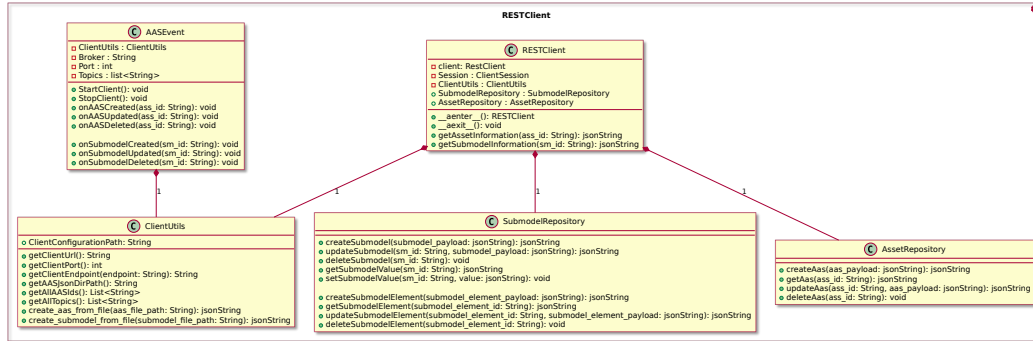 RESTClient
C AASEvent
ClientUtils : ClientUtils
Broker : String
Port : int
Topics : list<String>
StartClient(): void
StopClient(): void
onAASCreated(ass_id: String): void
onAASUpdated(ass_id: String): void
onAASDeleted(ass_id: String): void
onSubmodelCreated(sm_id: String): void
onSubmodelUpdated(sm_id: String): void
onSubmodelDeleted(sm_id: String): void
C RESTClient
client: RestClient
Session : ClientSession
ClientUtils : ClientUtils
SubmodelRepository : SubmodelRepository
AssetRepository : AssetRepository
__aenter__(): RESTClient
__aexit__(): void
getAssetInformation(ass_id: String): jsonString
getSubmodelInformation(sm_id: String): jsonString
1
1
1
1
C ClientUtils
ClientConfigurationPath: String
getClientUrl(): String
getClientPort(): int
getClientEndpoint(endpoint: String): String
getAASJsonDirPath(): String
getAllAASIds(): List<String>
getAllTopics(): List<String>
create_aas_from_file(aas_file_path: String): jsonString
create_submodel_from_file(submodel_file_path: String): jsonString
C SubmodelRepository
createSubmodel(submodel_payload: jsonString): jsonString
updateSubmodel(sm_id: String, submodel_payload: jsonString): jsonString
deleteSubmodel(sm_id: String): void
getSubmodelValue(sm_id: String): jsonString
setSubmodelValue(sm_id: String, value: jsonString): void
createSubmodelElement(submodel_element_payload: jsonString): jsonString
getSubmodelElement(submodel_element_id: String): jsonString
updateSubmodelElement(submodel_element_id: String, submodel_element_payload: jsonString): jsonString
deleteSubmodelElement(submodel_element_id: String): void
C AssetRepository
createAas(aas_payload: jsonString): jsonString
getAas(ass_id: String): jsonString
updateAas(ass_id: String, aas_payload: jsonString): jsonString
deleteAas(ass_id: String): void